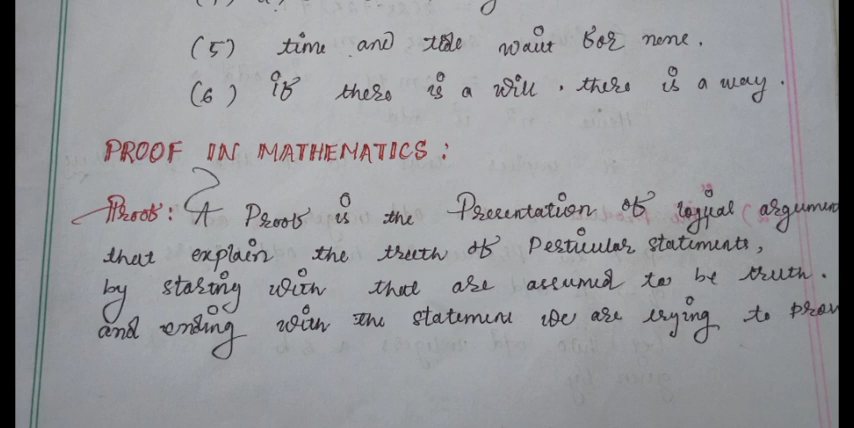 (5) time and tide wait for none.
(6) if there is a will, there is a way.
PROOF IN MATHEMATICS :
Proof : A Proof is the Presentation of logical argumen
that explain the truth of Perticular statements,
by staring with that are assumed to be truth.
and ending with the statement we are trying to prov